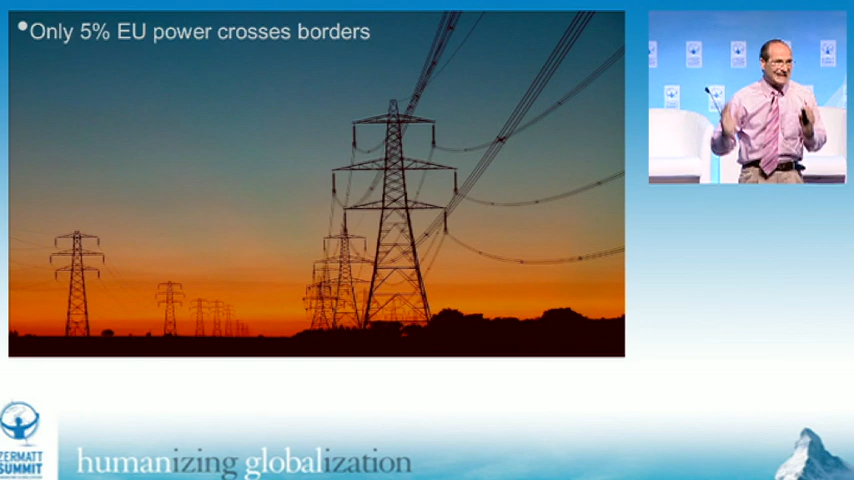 •Only 5% EU power crosses borders
ZERMATT
SUMMIT
humanizing globalization